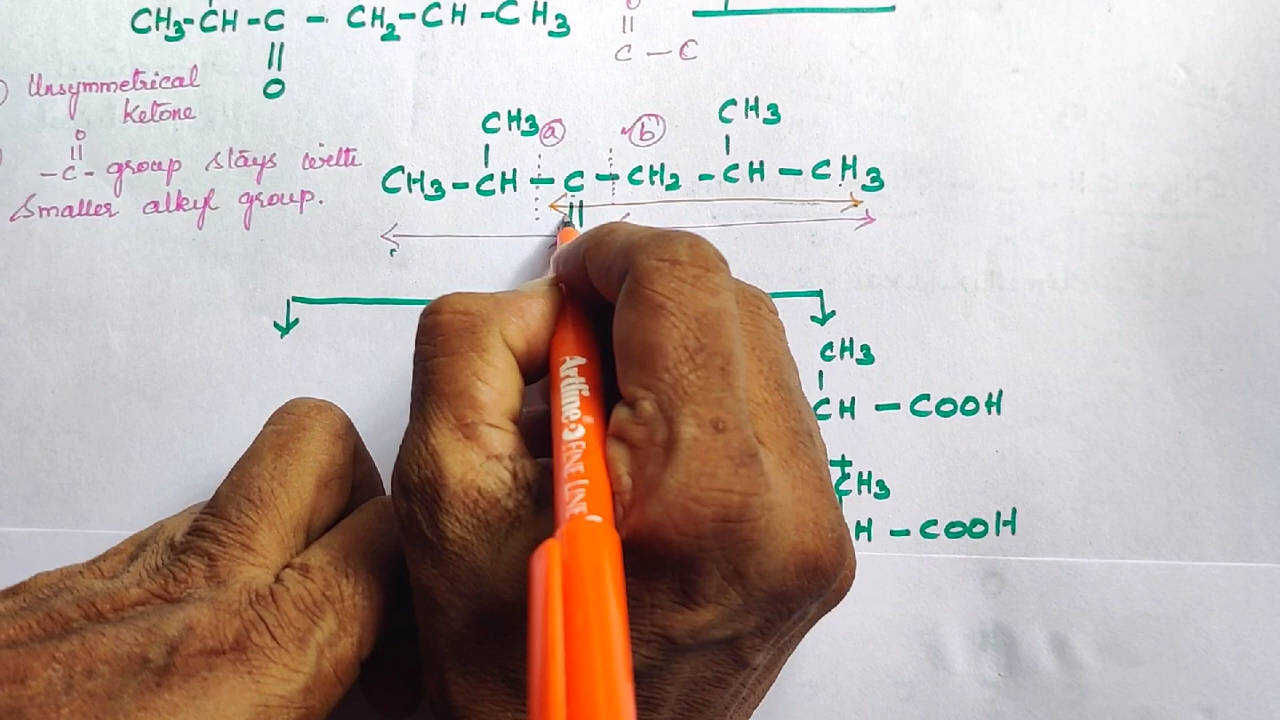 CH3-CH-C - CH2-CH-CH3
||
O
O
||
C - C
Unsymmetrical
Ketone
O
||
-C- group stays with
smaller alkyl group.
CH3 a b CH3
| |
CH3-CH-C-CH2-CH-CH3
||
CH3
|
CH-COOH
+
CH3
H-COOH
Artline FINE LINE